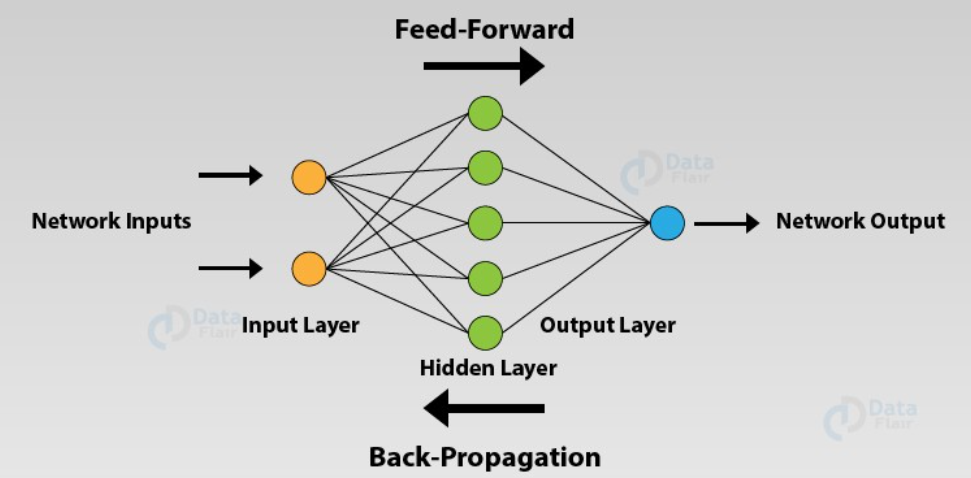 Feed-Forward
Data
Flair
Network Inputs
Network Output
Data
Flair
Input Layer
Output Layer
Hidden Layer
Data
Flair
Back-Propagation